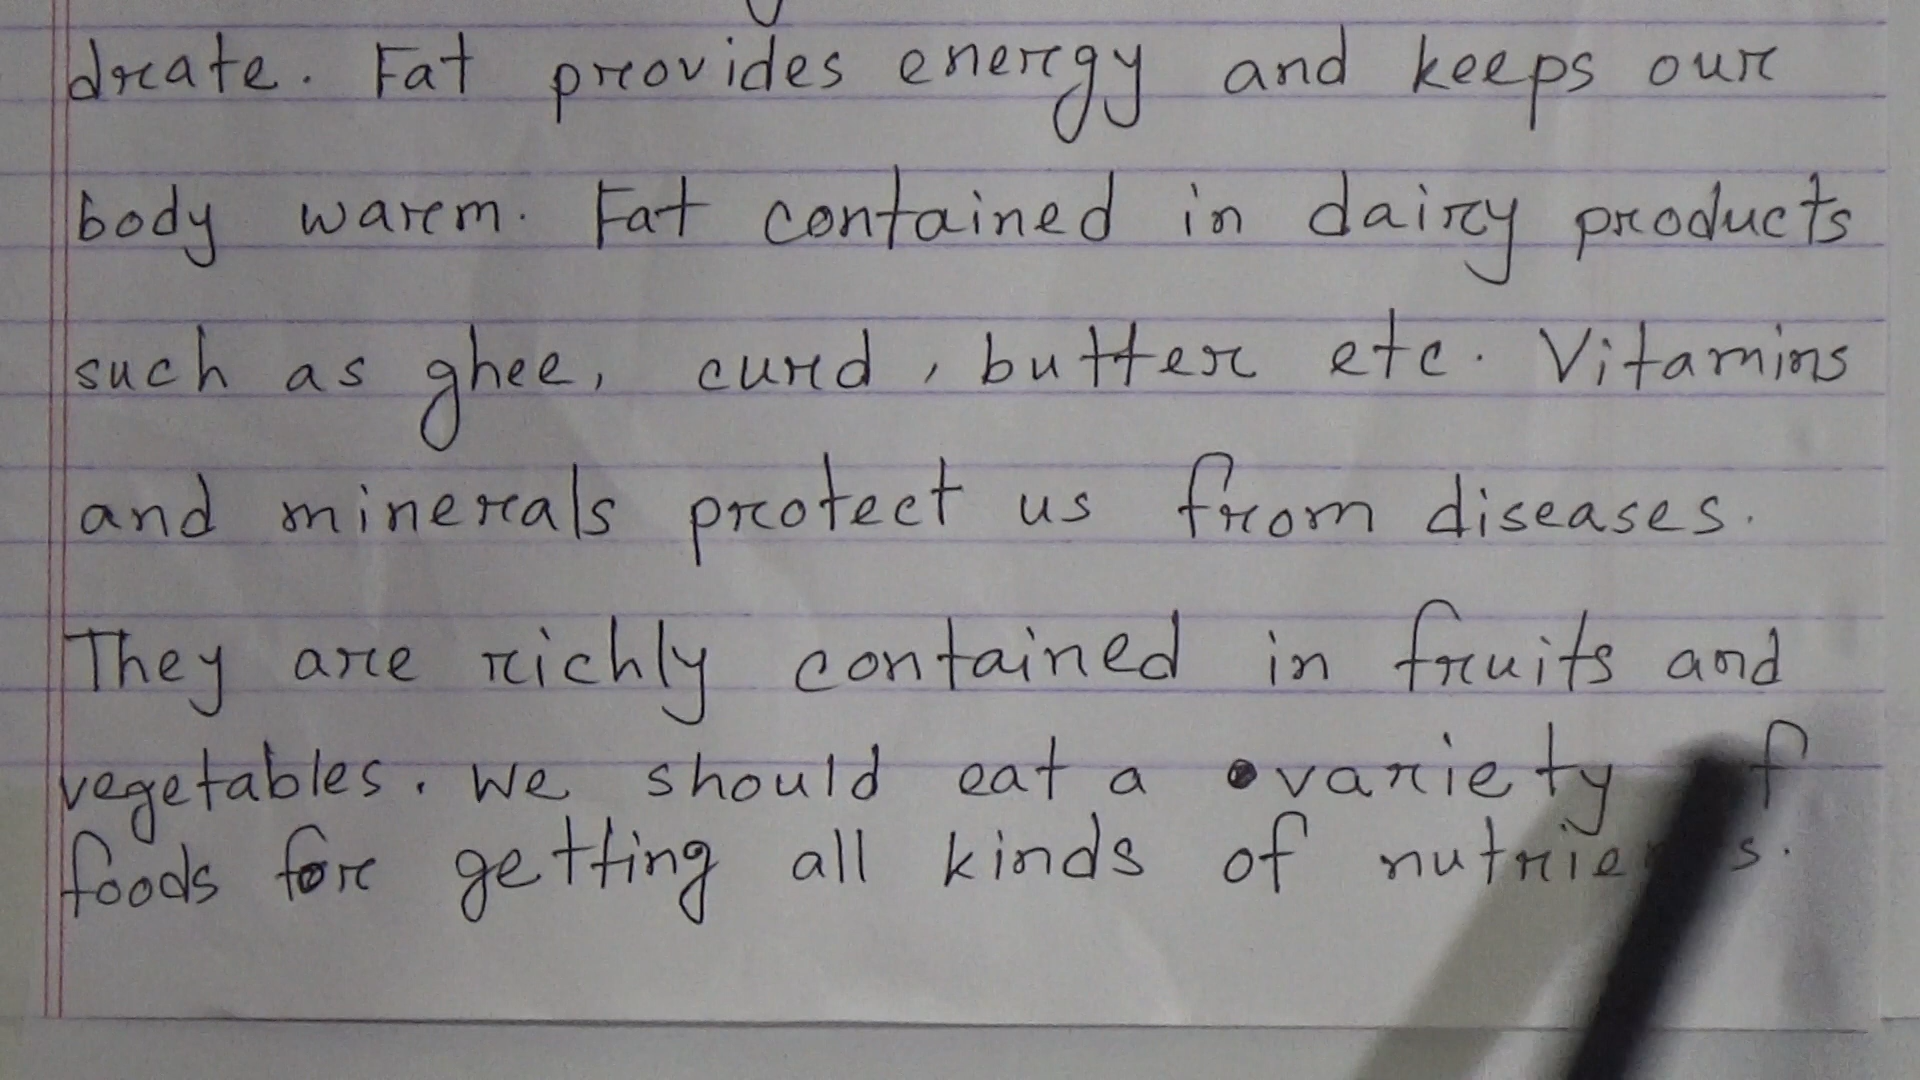 drate. Fat provides energy and keeps our
body warm. Fat contained in dairy products
such as ghee, curd, butter etc. Vitamins
and minerals protect us from diseases.
They are richly contained in fruits and
vegetables. We should eat a variety of
foods for getting all kinds of nutrients.